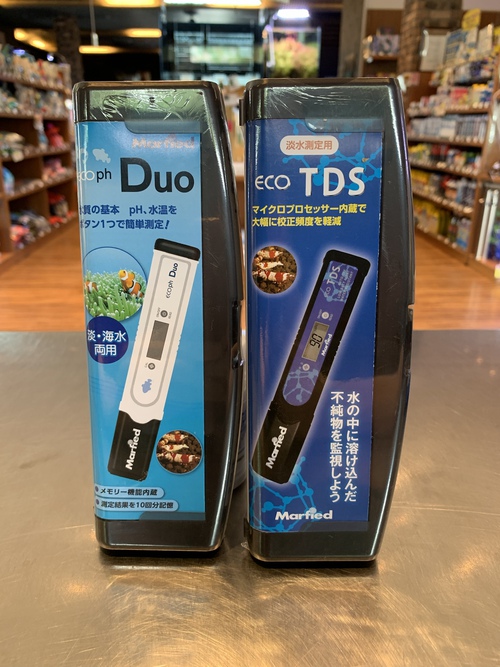 Marfied
ecoph Duo
水質の基本 pH、水温を
ボタン1つで簡単測定!
ecoph Duo
淡・海水
両用
Marfied
メモリー機能内蔵
測定結果を10回分記憶
淡水測定用
ECO TDS
マイクロプロセッサー内蔵で
大幅に校正頻度を軽減
ECO TDS
90
Marfied
水の中に溶け込んだ
不純物を監視しよう
Marfied